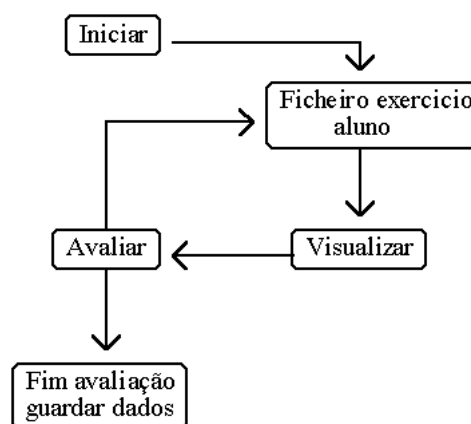 Iniciar
Ficheiro exercicio
aluno
Avaliar
Visualizar
Fim avaliação
guardar dados